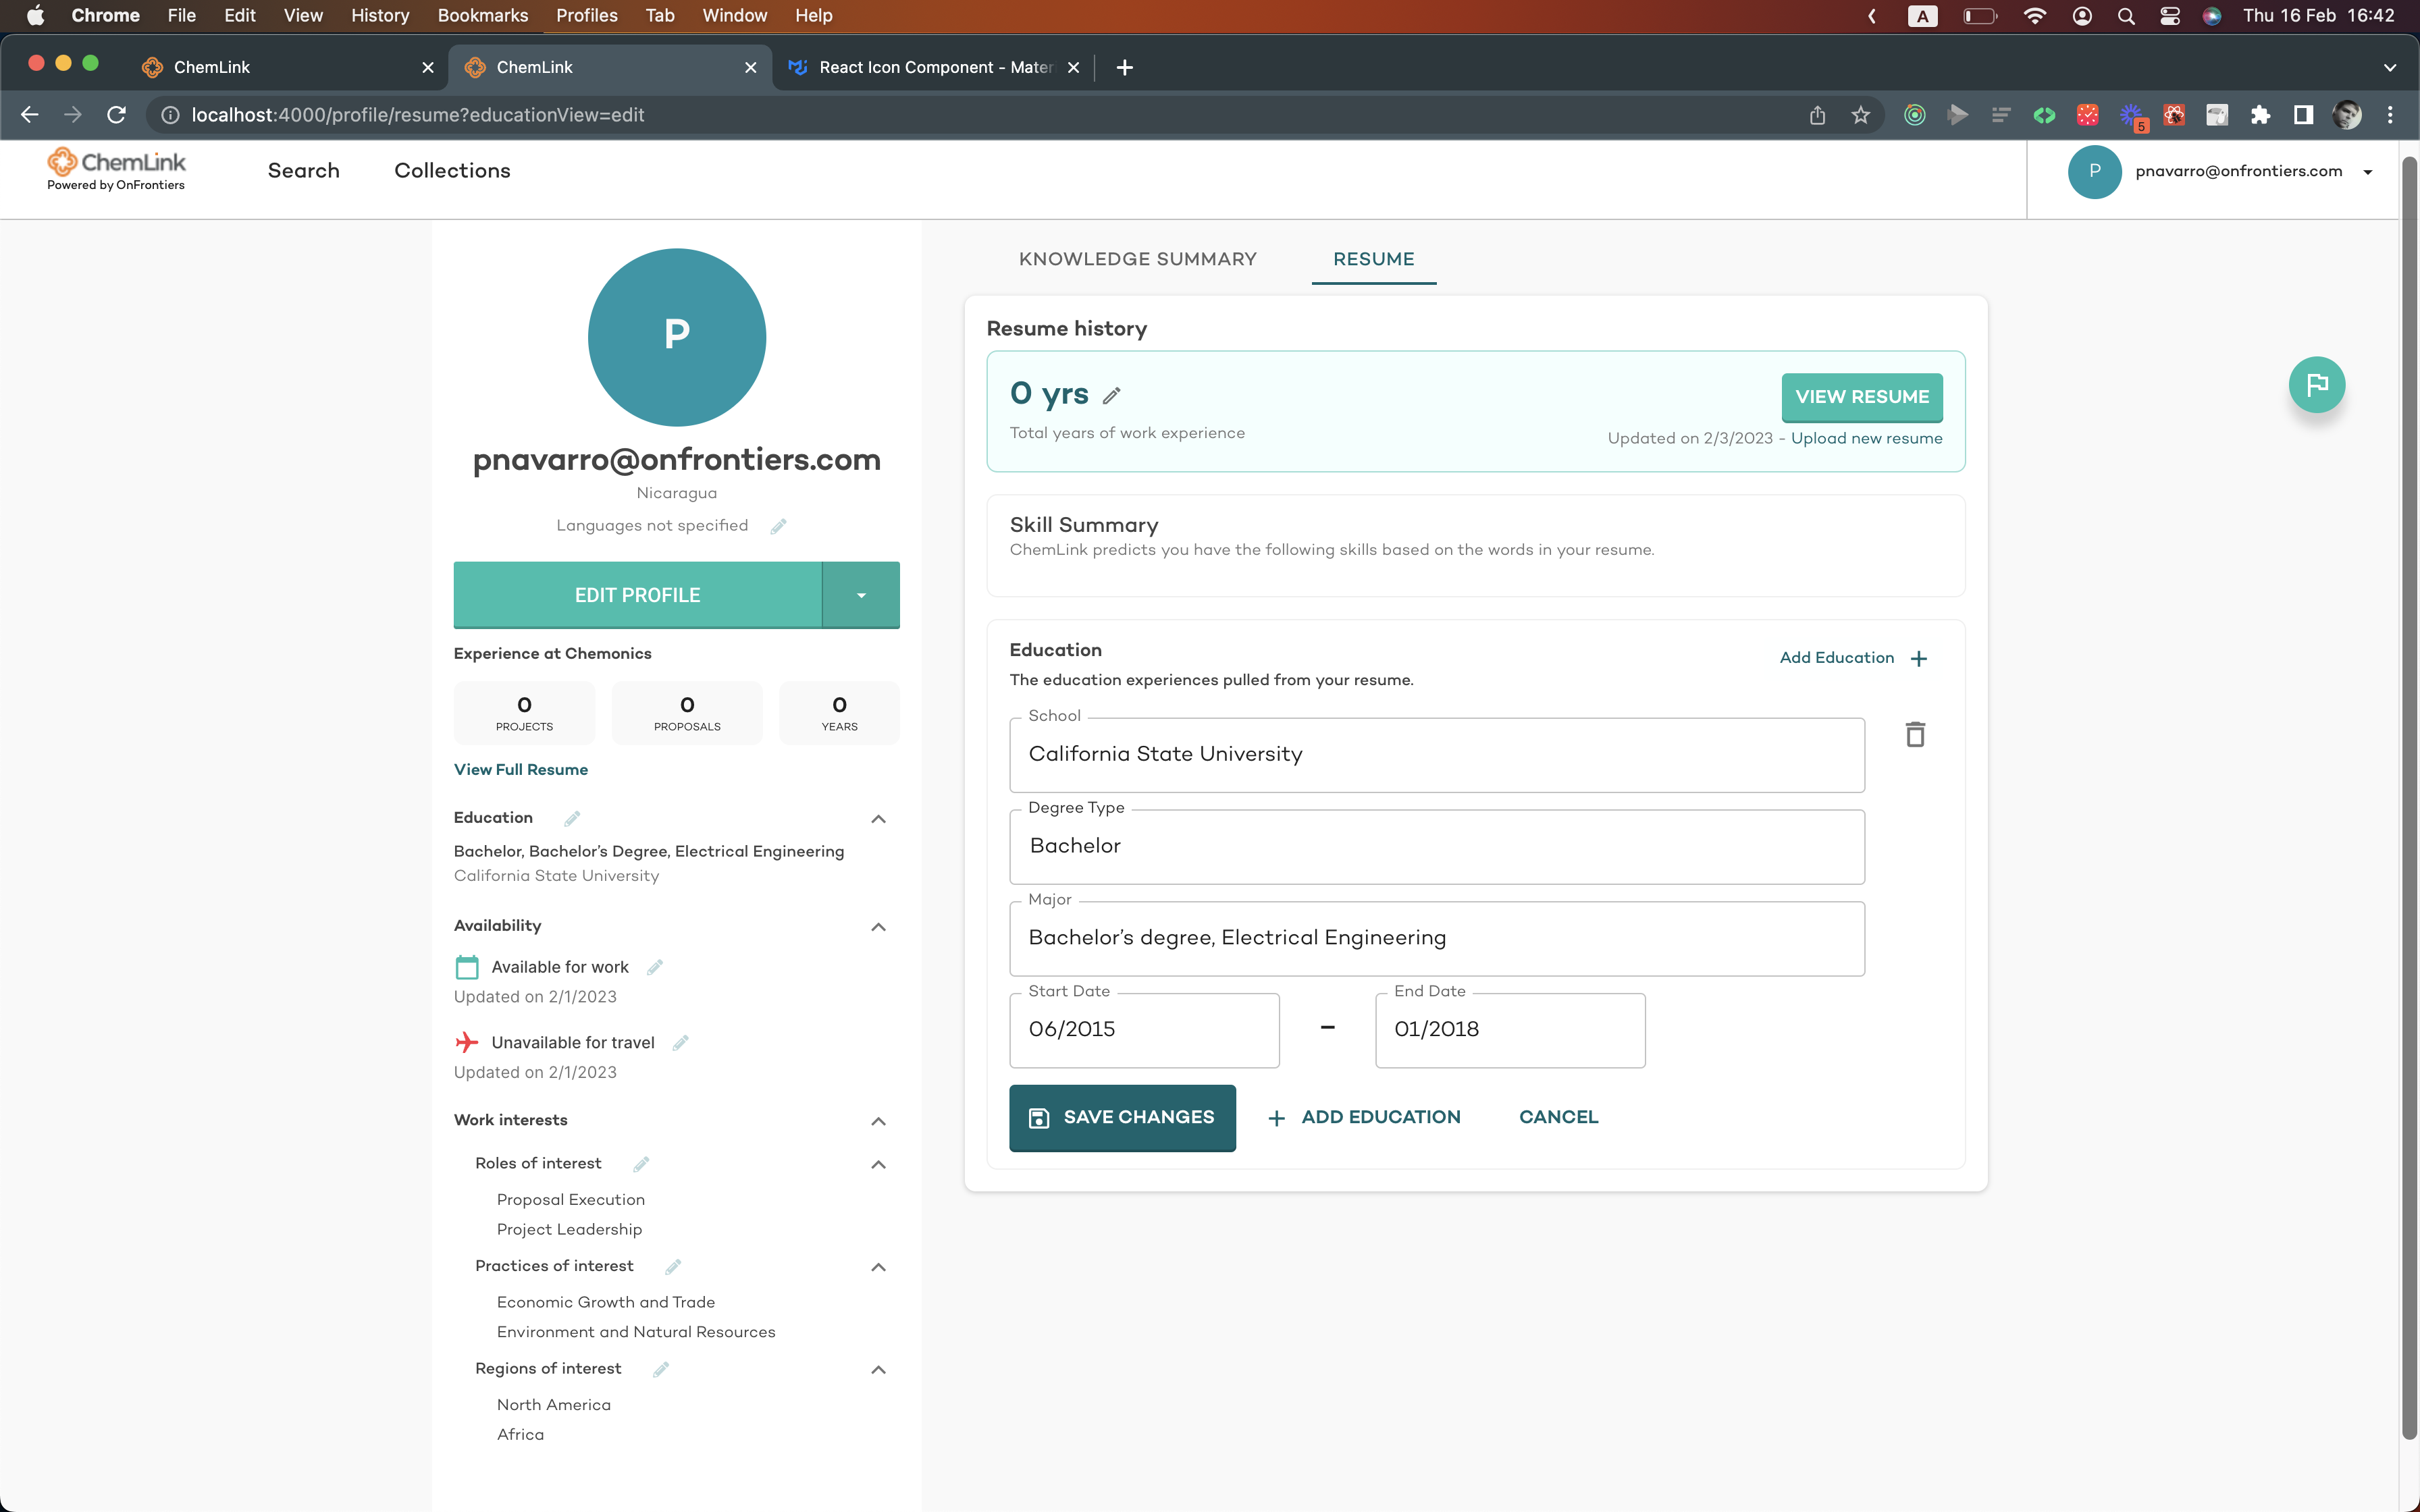 Chrome File Edit View History Bookmarks Profiles Tab Window Help
A Thu 16 Feb 16:42
ChemLink
ChemLink
React Icon Component - Mater
localhost:4000/profile/resume?educationView=edit
5
ChemLink
Powered by OnFrontiers
Search
Collections
P
pnavarro@onfrontiers.com
P
pnavarro@onfrontiers.com
Nicaragua
Languages not specified
EDIT PROFILE
Experience at Chemonics
0
PROJECTS
0
PROPOSALS
0
YEARS
View Full Resume
Education
Bachelor, Bachelor’s Degree, Electrical Engineering
California State University
Availability
Available for work
Updated on 2/1/2023
Unavailable for travel
Updated on 2/1/2023
Work interests
Roles of interest
Proposal Execution
Project Leadership
Practices of interest
Economic Growth and Trade
Environment and Natural Resources
Regions of interest
North America
Africa
KNOWLEDGE SUMMARY
RESUME
Resume history
0 yrs
Total years of work experience
VIEW RESUME
Updated on 2/3/2023 - Upload new resume
Skill Summary
ChemLink predicts you have the following skills based on the words in your resume.
Education
The education experiences pulled from your resume.
Add Education +
School
California State University
Degree Type
Bachelor
Major
Bachelor’s degree, Electrical Engineering
Start Date
06/2015
–
End Date
01/2018
SAVE CHANGES
+ ADD EDUCATION
CANCEL